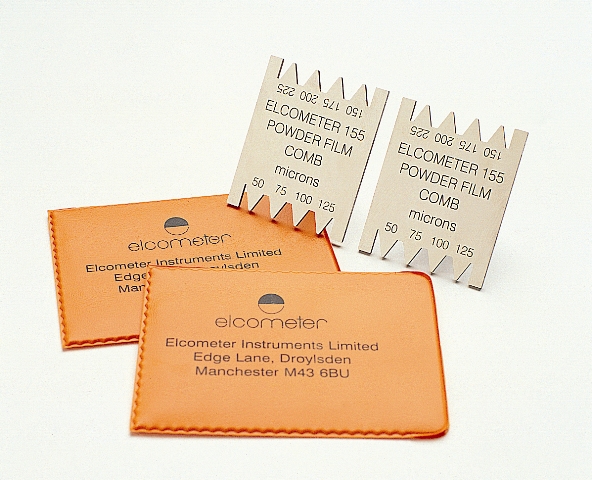 225 200 175 150
ELCOMETER 155
POWDER FILM
COMB
microns
50 75 100 125
225 200 175 150
ELCOMETER 155
POWDER FILM
COMB
microns
50 75 100 125
elcometer
Elcometer Instruments Limited
Edge Lane, Droylsden
Man
elcometer
Elcometer Instruments Limited
Edge Lane, Droylsden
Manchester M43 6BU